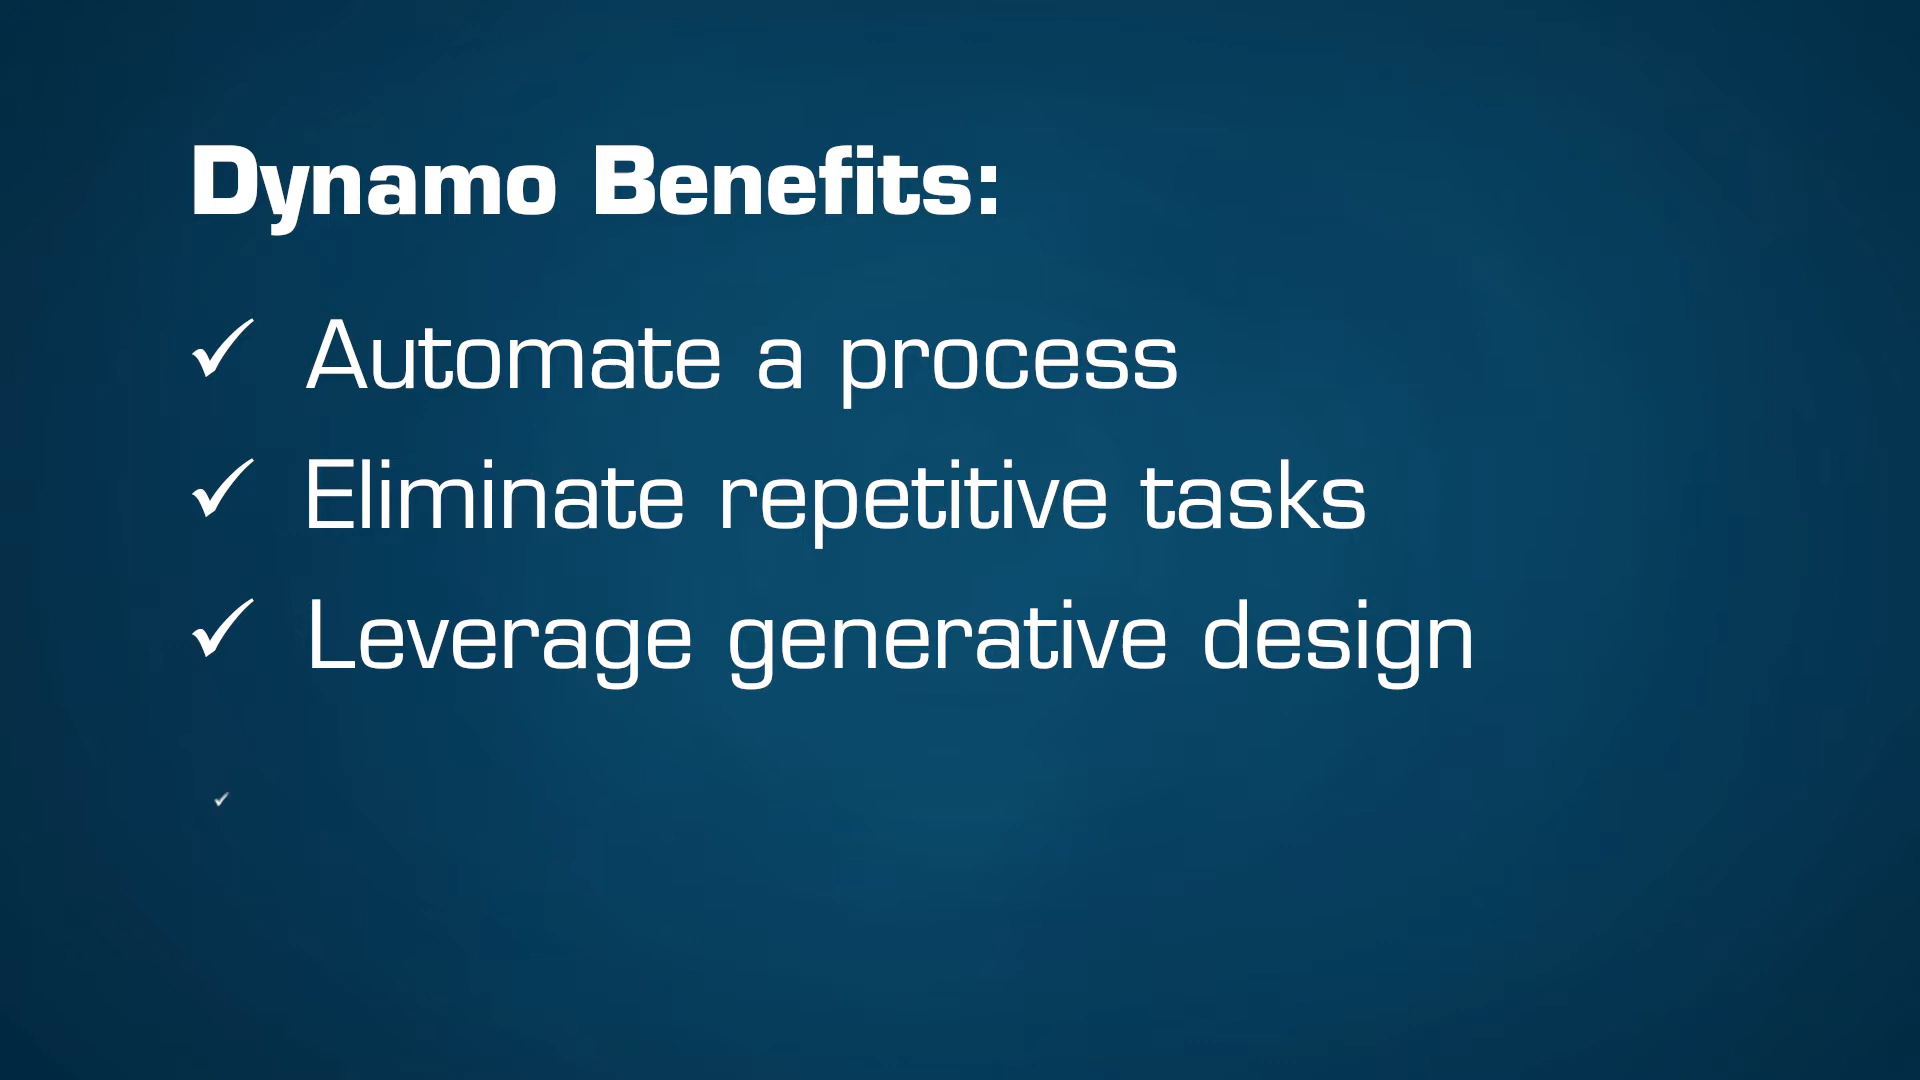 Dynamo Benefits:
✓ Automate a process
✓ Eliminate repetitive tasks
✓ Leverage generative design
✓